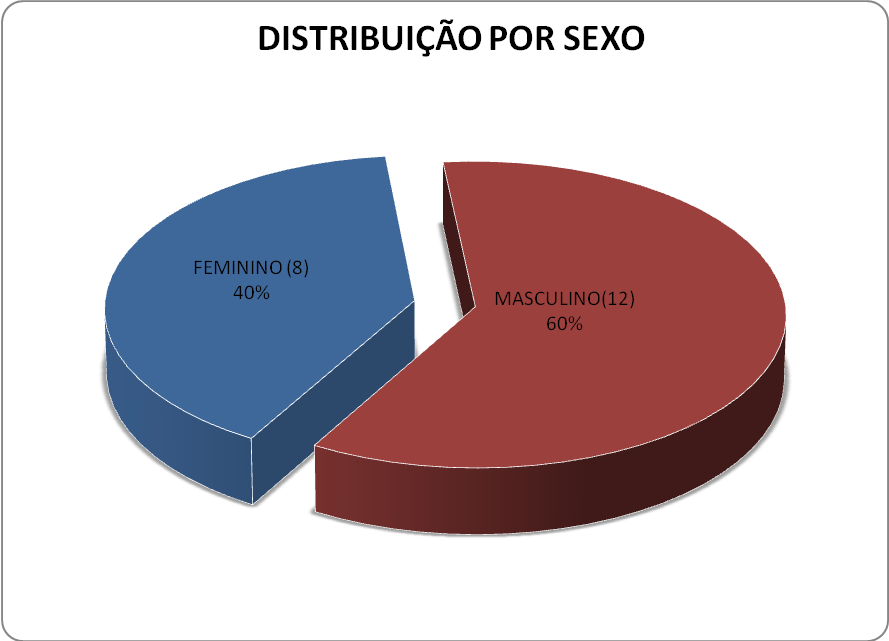 DISTRIBUIÇÃO POR SEXO
FEMININO (8)
40%
MASCULINO(12)
60%